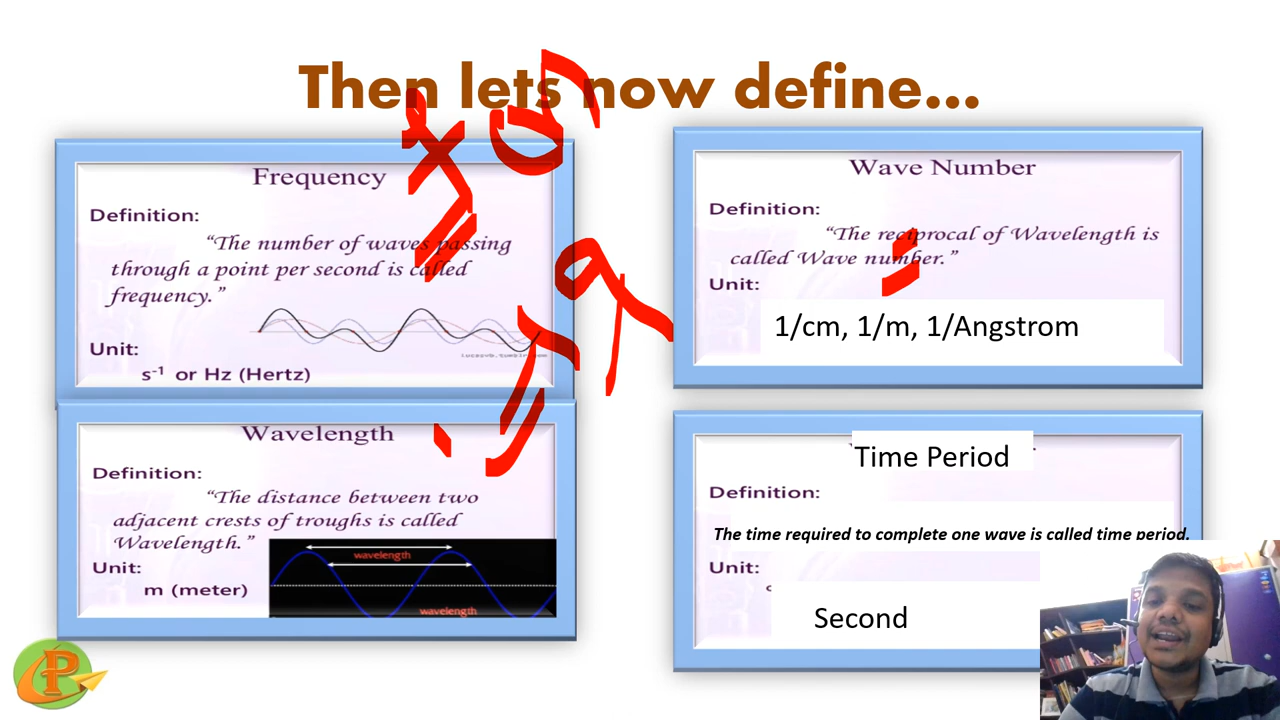 Then lets now define...
Frequency
Definition:
"The number of waves passing
through a point per second is called
frequency."
Unit:
s⁻¹ or Hz (Hertz)
Wave Number
Definition:
"The reciprocal of Wavelength is
called Wave number."
Unit:
1/cm, 1/m, 1/Angstrom
Wavelength
Definition:
"The distance between two
adjacent crests of troughs is called
Wavelength."
wavelength
Unit:
m (meter)
wavelength
Time Period
Definition:
The time required to complete one wave is called time period.
Unit:
Second
P